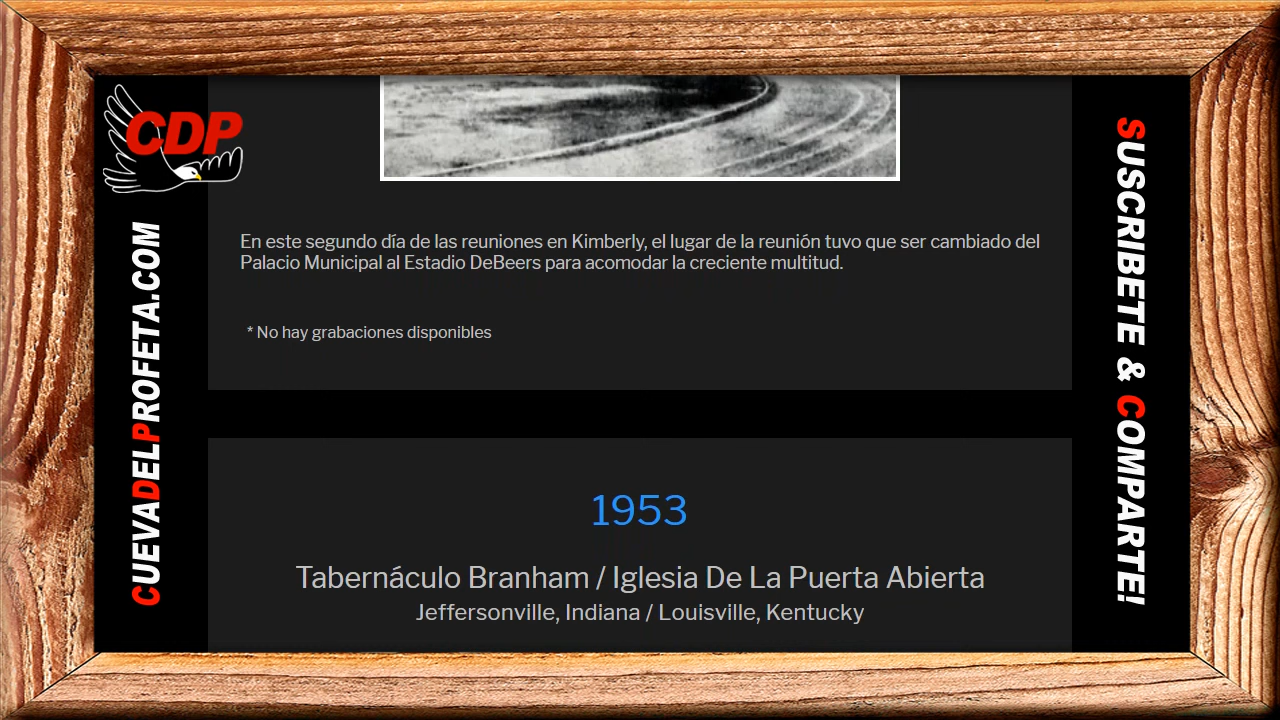 CDP
CUEVADELPROFETA.COM
En este segundo día de las reuniones en Kimberly, el lugar de la reunión tuvo que ser cambiado del
Palacio Municipal al Estadio DeBeers para acomodar la creciente multitud.
* No hay grabaciones disponibles
1953
Tabernáculo Branham / Iglesia De La Puerta Abierta
Jeffersonville, Indiana / Louisville, Kentucky
SUSCRIBETE & COMPARTE!